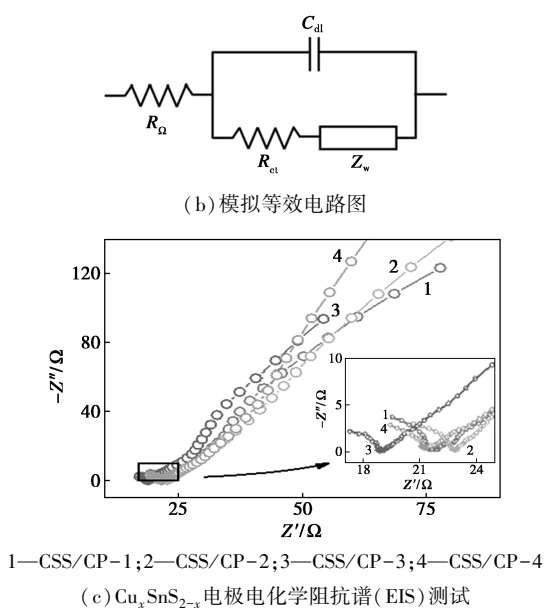 C_dl
R_Ω
R_ct
Z_w
(b)模拟等效电路图
120
80
40
0
-Z″/Ω
4
3
2
1
10
5
0
-Z″/Ω
1
4
3
2
18 21 24
Z′/Ω
25 50 75
Z′/Ω
1—CSS/CP-1;2—CSS/CP-2;3—CSS/CP-3;4—CSS/CP-4
(c)Cu_xSnS_{2-x}电极电化学阻抗谱(EIS)测试